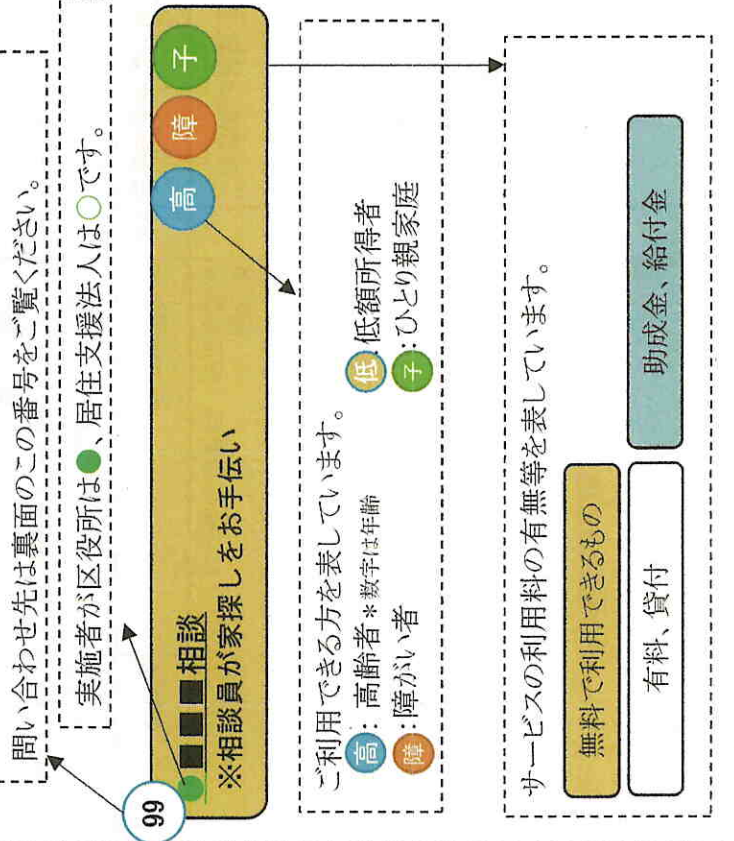 問い合わせ先は裏面のこの番号をご覧ください。
実施者が区役所は●、居住支援法人は○です。
99
●■■■相談
※相談員が家探しをお手伝い
高 障 子
ご利用できる方を表しています。
高：高齢者＊数字は年齢
低：低額所得者
障：障がい者
子：ひとり親家庭
サービスの利用料の有無等を表しています。
無料で利用できるもの
有料、貸付
助成金、給付金